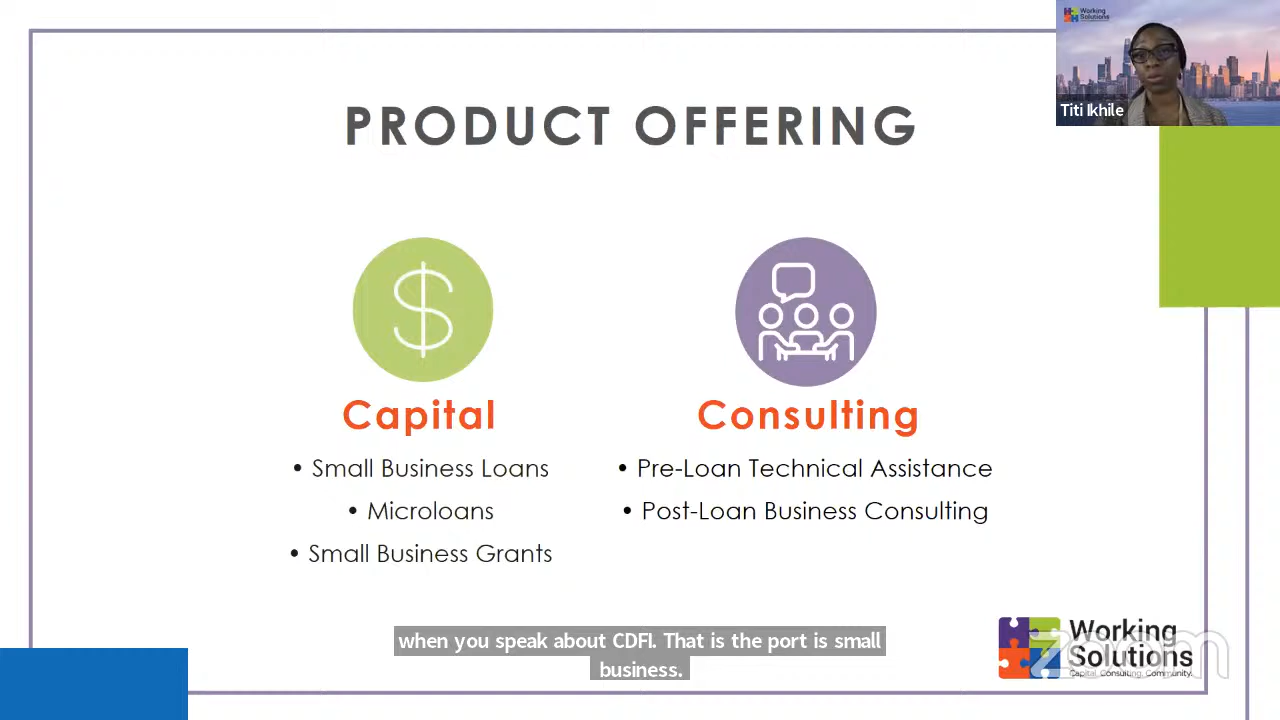 Working
Solutions
Titi Ikhile
PRODUCT OFFERING
Capital
• Small Business Loans
• Microloans
• Small Business Grants
Consulting
• Pre-Loan Technical Assistance
• Post-Loan Business Consulting
when you speak about CDFI. That is the port is small
business.
Working
Solutions
Capital. Consulting. Community.
zoom